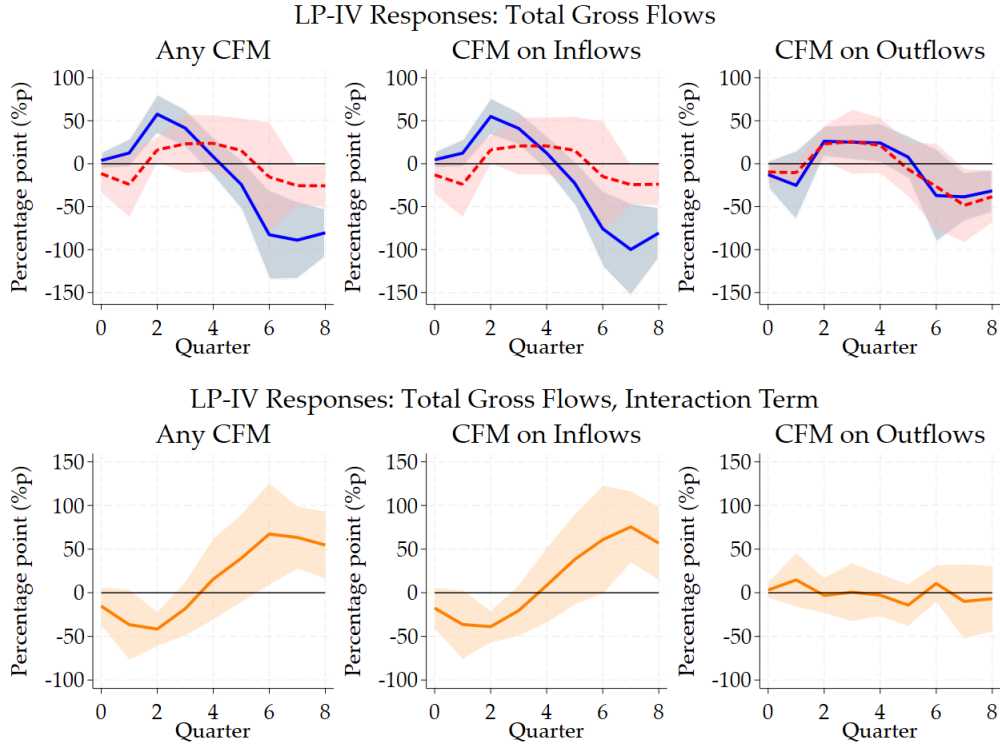 LP-IV Responses: Total Gross Flows
Any CFM
CFM on Inflows
CFM on Outflows
Percentage point (%p)
100
50
0
-50
-100
-150
0 2 4 6 8
Quarter
Percentage point (%p)
100
50
0
-50
-100
-150
0 2 4 6 8
Quarter
Percentage point (%p)
100
50
0
-50
-100
-150
0 2 4 6 8
Quarter
LP-IV Responses: Total Gross Flows, Interaction Term
Any CFM
CFM on Inflows
CFM on Outflows
Percentage point (%p)
150
100
50
0
-50
-100
0 2 4 6 8
Quarter
Percentage point (%p)
150
100
50
0
-50
-100
0 2 4 6 8
Quarter
Percentage point (%p)
150
100
50
0
-50
-100
0 2 4 6 8
Quarter